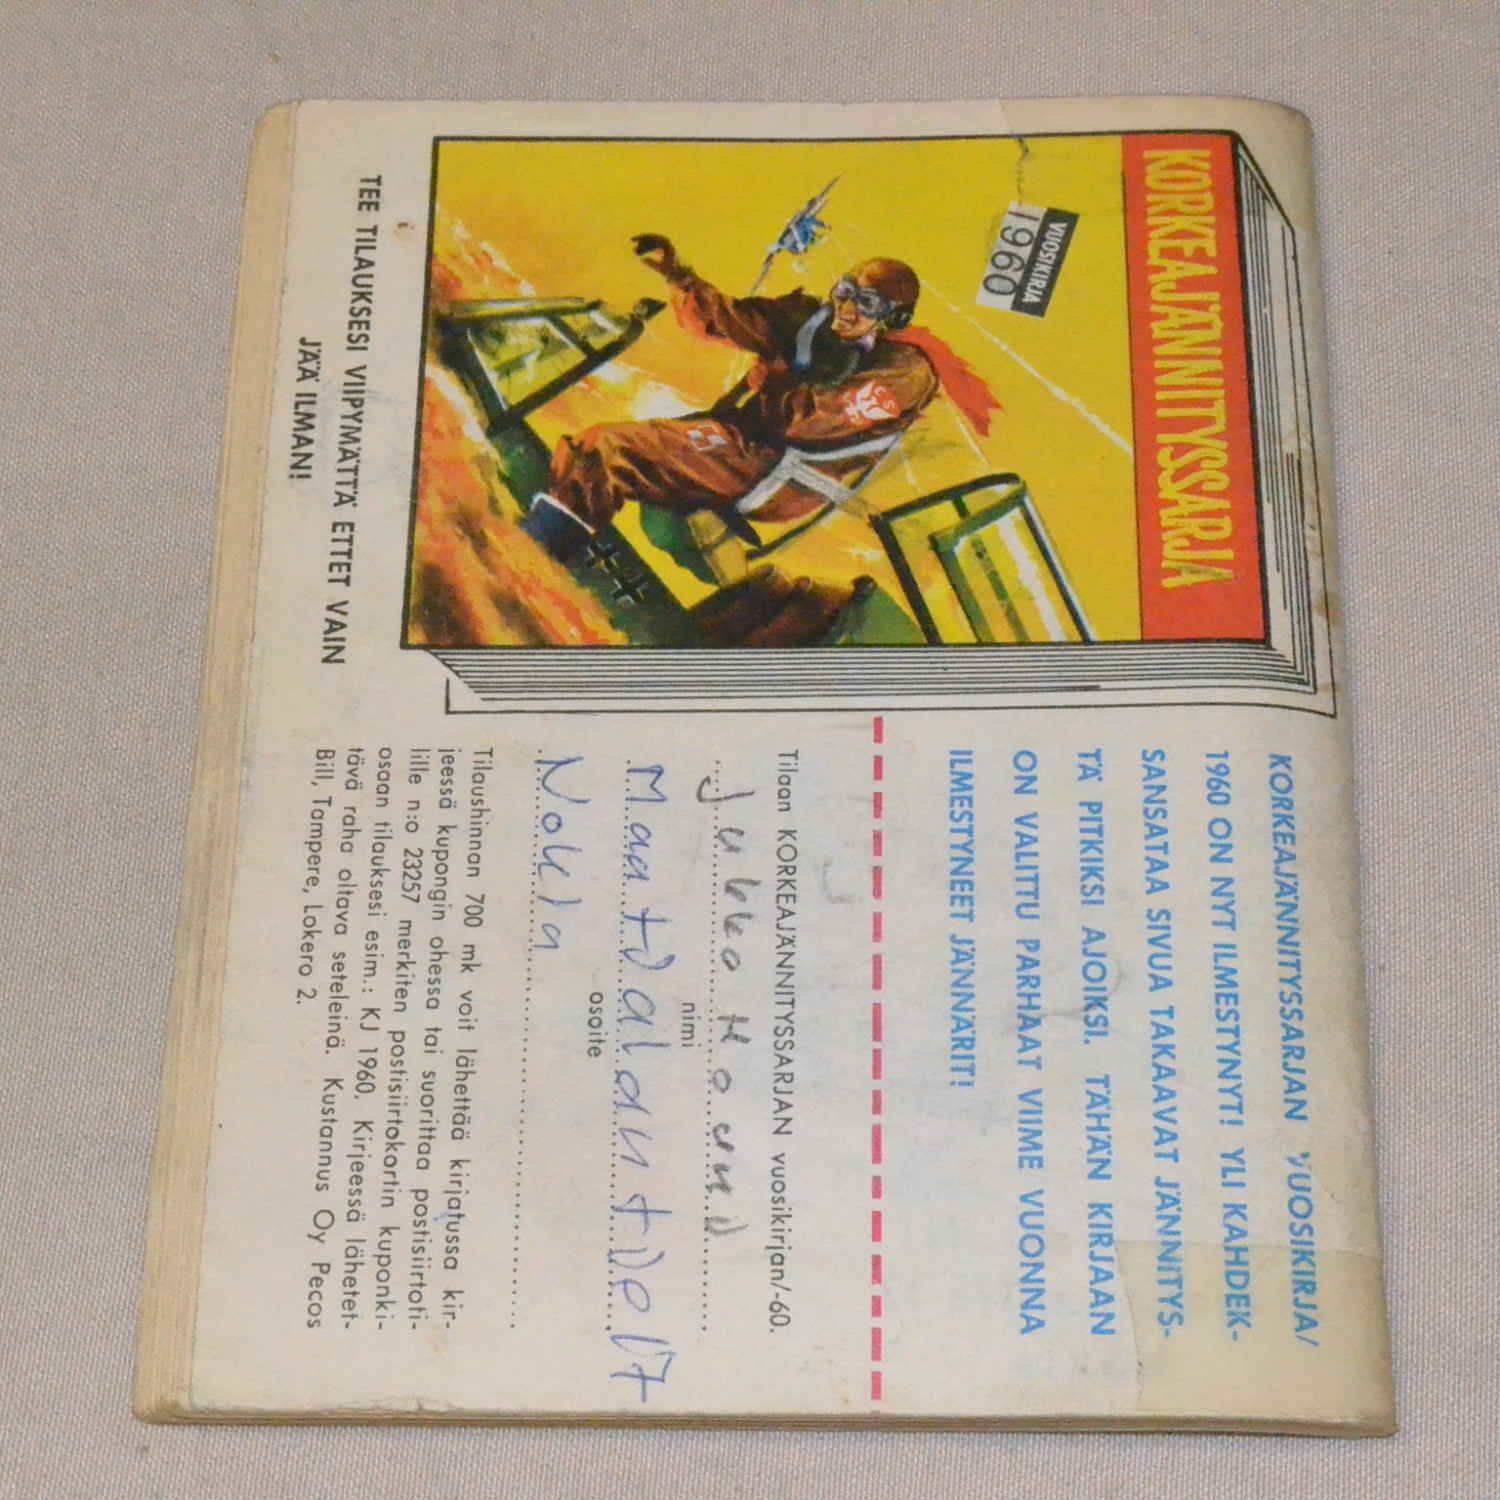 KORKEAJÄNNITYSSARJA
VUOSIKIRJA
1960
TEE TILAUKSESI VIIPYMÄTTÄ ETTET VAIN
JÄÄ ILMAN!
KORKEAJÄNNITYSSARJAN VUOSIKIRJA/
1960 ON NYT ILMESTYNYT! YLI KAHDEK-
SANSATAA SIVUA TAKAAVAT JÄNNITYS-
TÄ PITKIKSI AJOIKSI. TÄHÄN KIRJAAN
ON VALITTU PARHAAT VIIME VUONNA
ILMESTYNEET JÄNNÄRIT!
Tilaan KORKEAJÄNNITYSSARJAN vuosikirjan/-60.
Jukko
nimi
17
osoite
Nokia
Tilaushinnan 700 mk voit lähettää kirjatussa kir-
jeessä kupongin ohessa tai suorittaa postisiirtoti-
lille n:o 23257 merkiten postisiirtokortin kuponki-
osaan tilauksesi esim.: KJ 1960. Kirjeessä lähetet-
tävä raha oltava seteleinä. Kustannus Oy Pecos
Bill, Tampere, Lokero 2.